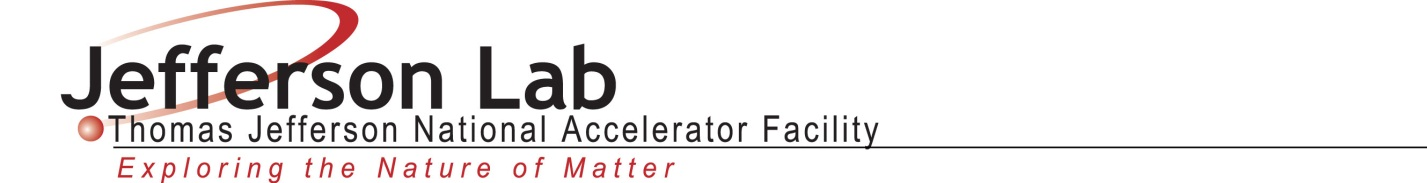 Jefferson Lab
Thomas Jefferson National Accelerator Facility
Exploring the Nature of Matter